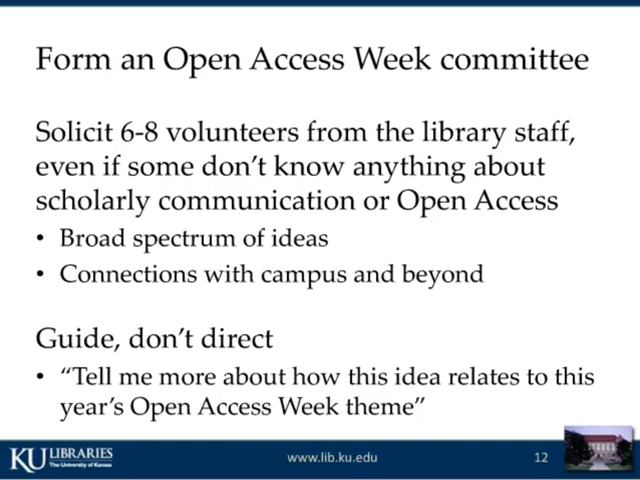 Form an Open Access Week committee
Solicit 6-8 volunteers from the library staff,
even if some don’t know anything about
scholarly communication or Open Access
• Broad spectrum of ideas
• Connections with campus and beyond
Guide, don’t direct
• “Tell me more about how this idea relates to this
year’s Open Access Week theme”
KU LIBRARIES
The University of Kansas
www.lib.ku.edu
12